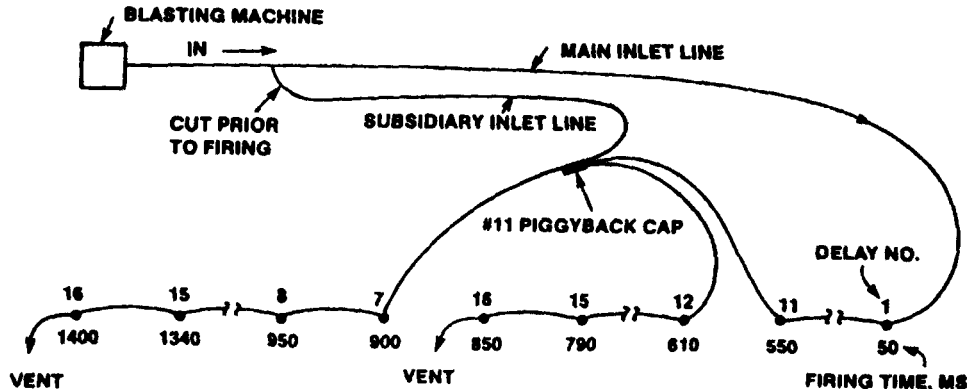 BLASTING MACHINE
IN
MAIN INLET LINE
CUT PRIOR
TO FIRING
SUBSIDIARY INLET LINE
#11 PIGGYBACK CAP
DELAY NO.
16 15 8 7 16 15 12 11 1
1400 1340 950 900 850 790 610 550 50
VENT
VENT
FIRING TIME, MS